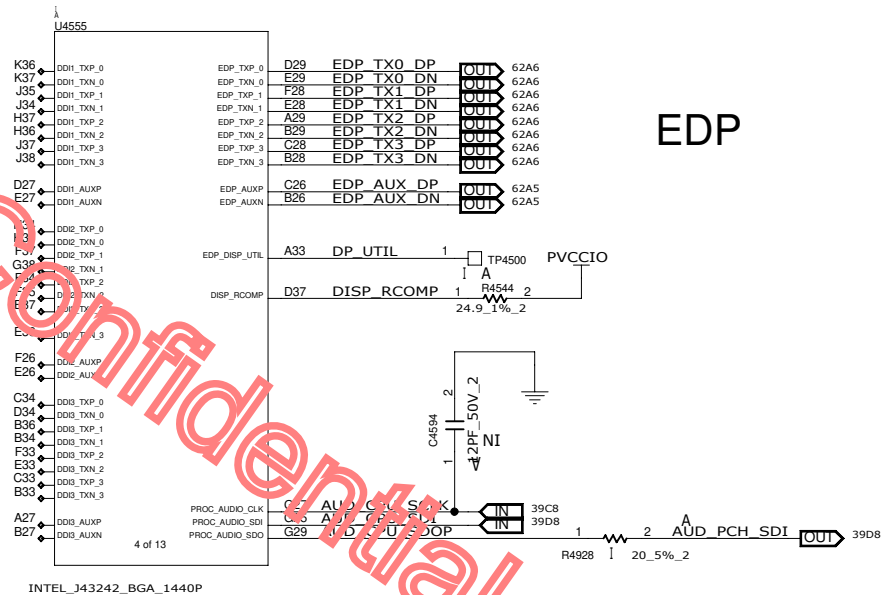 A
U4555
EDP
K36 DDI1_TXP_0 EDP_TXP_0 D29 EDP_TX0_DP OUT 62A6
K37 DDI1_TXN_0 EDP_TXN_0 E29 EDP_TX0_DN OUT 62A6
J35 DDI1_TXP_1 EDP_TXP_1 F28 EDP_TX1_DP OUT 62A6
J34 DDI1_TXN_1 EDP_TXN_1 E28 EDP_TX1_DN OUT 62A6
H37 DDI1_TXP_2 EDP_TXP_2 A29 EDP_TX2_DP OUT 62A6
H36 DDI1_TXN_2 EDP_TXN_2 B29 EDP_TX2_DN OUT 62A6
J37 DDI1_TXP_3 EDP_TXP_3 C28 EDP_TX3_DP OUT 62A6
J38 DDI1_TXN_3 EDP_TXN_3 B28 EDP_TX3_DN OUT 62A6
D27 DDI1_AUXP EDP_AUXP C26 EDP_AUX_DP OUT 62A5
E27 DDI1_AUXN EDP_AUXN B26 EDP_AUX_DN OUT 62A5
DDI2_TXP_0
DDI2_TXN_0
F37 DDI2_TXP_1 EDP_DISP_UTIL A33 DP_UTIL 1 TP4500 PVCCIO
G38 DDI2_TXN_1
I A
DDI2_TXP_2
R4544
DISP_RCOMP D37 DISP_RCOMP 1 2
24.9_1%_2
F26
E26
C34 DDI3_TXP_0
D34 DDI3_TXN_0
B36 DDI3_TXP_1
B34 DDI3_TXN_1
F33 DDI3_TXP_2
E33 DDI3_TXN_2
C33 DDI3_TXP_3
B33 DDI3_TXN_3
C4594 1 2 12PF_50V_2 NI A
PROC_AUDIO_CLK IN 39C8
PROC_AUDIO_SDI IN 39D8
A27 DDI3_AUXP
B27 DDI3_AUXN PROC_AUDIO_SDO G29 1 2 A AUD_PCH_SDI OUT 39D8
4 of 13
R4928 I 20_5%_2
INTEL_J43242_BGA_1440P
Confidential